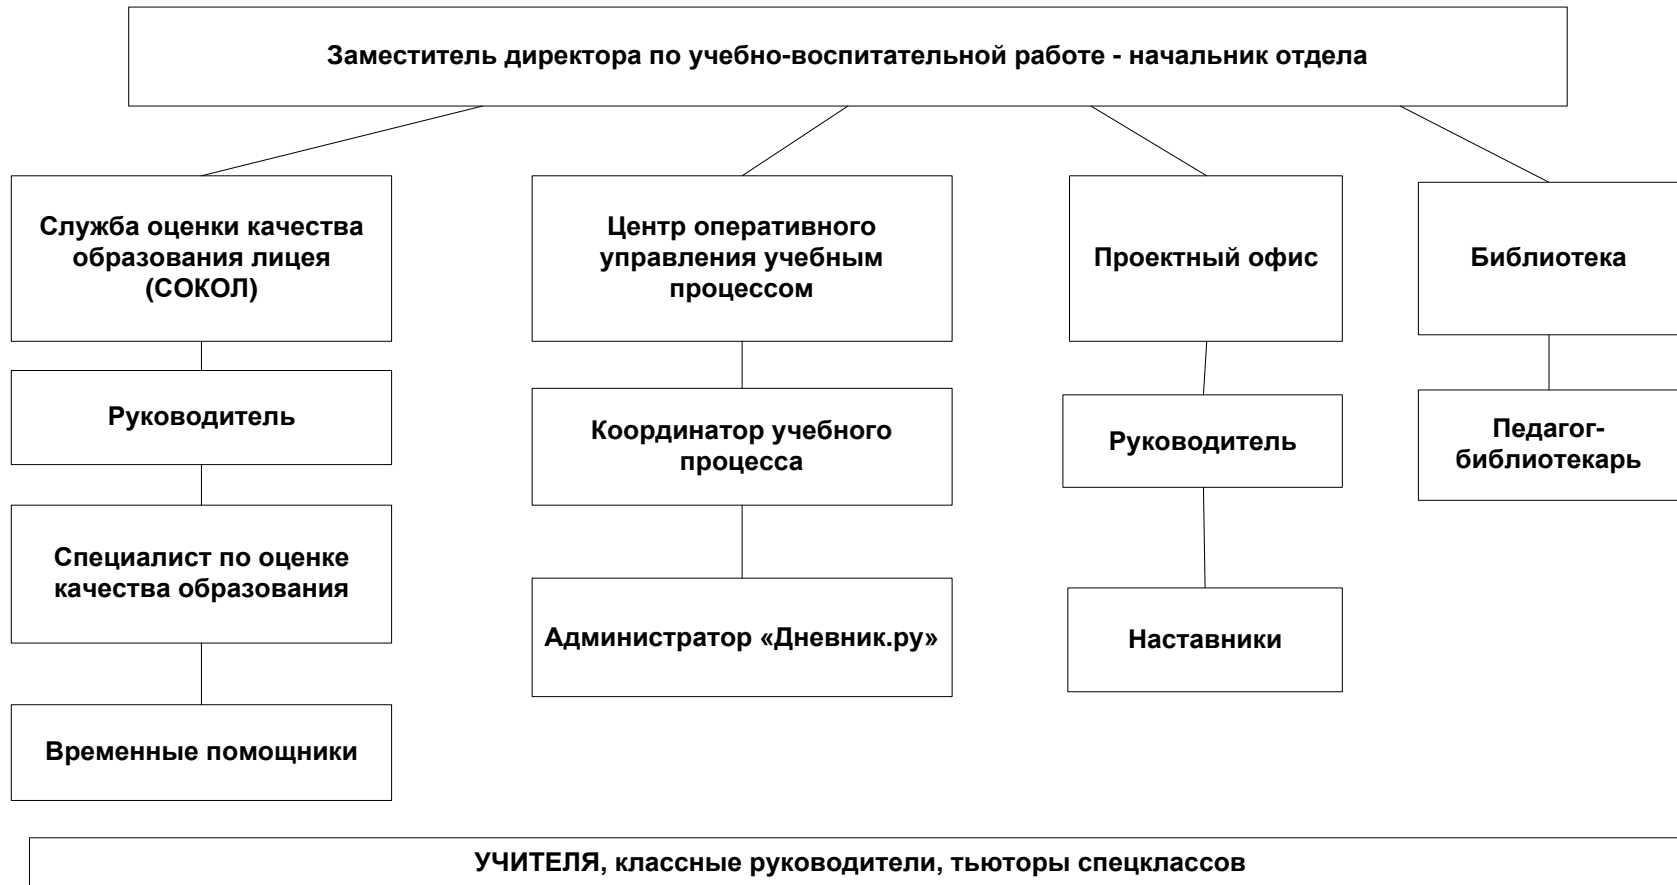 Заместитель директора по учебно-воспитательной работе - начальник отдела
Служба оценки качества
образования лицея
(СОКОЛ)
Центр оперативного
управления учебным
процессом
Проектный офис
Библиотека
Руководитель
Координатор учебного
процесса
Руководитель
Педагог-
библиотекарь
Специалист по оценке
качества образования
Администратор «Дневник.ру»
Наставники
Временные помощники
УЧИТЕЛЯ, классные руководители, тьюторы спецклассов